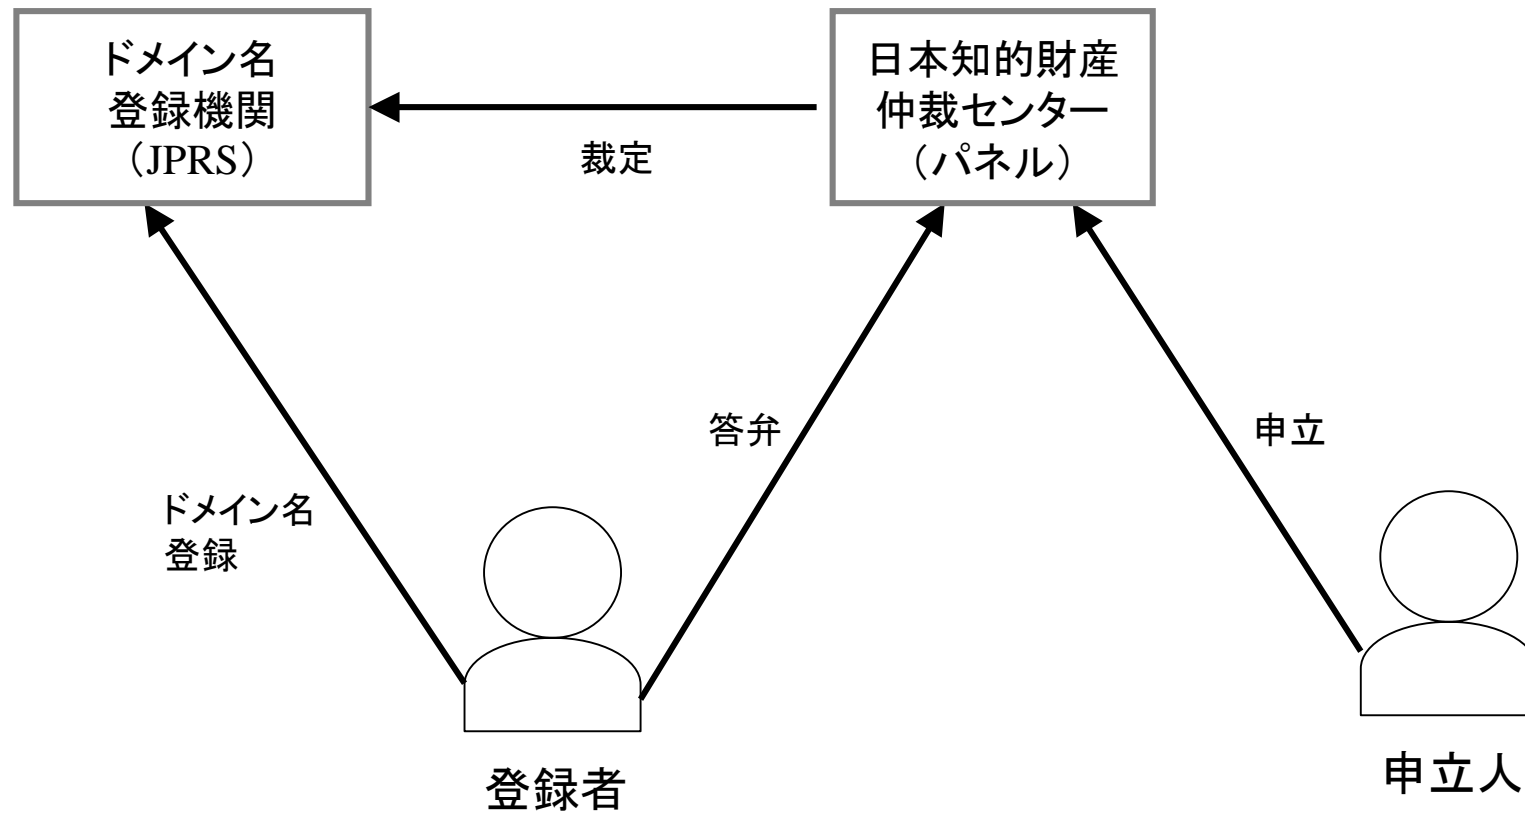 ドメイン名
登録機関
（JPRS）
日本知的財産
仲裁センター
（パネル）
裁定
答弁
申立
ドメイン名
登録
登録者
申立人